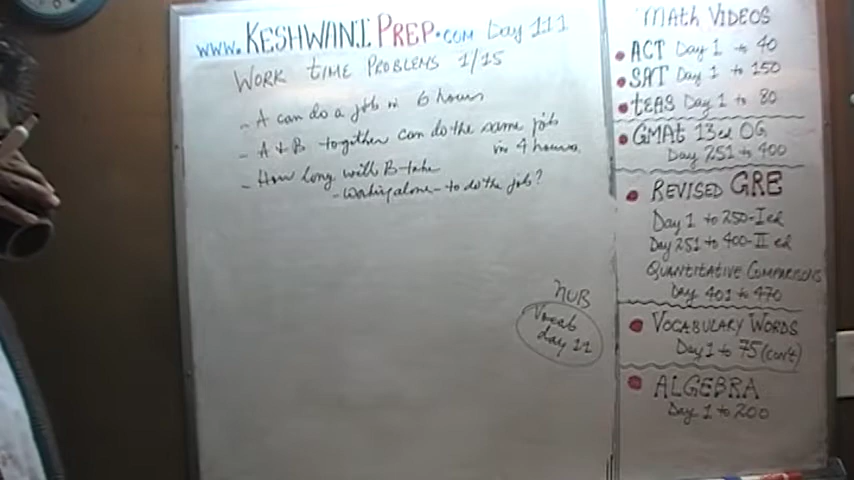 www.KESHWANIPREP.COM Day 111
WORK TIME PROBLEMS 1/15
- A can do a job in 6 hours
- A & B together can do the same job
in 4 hours
- How long will B take
- working alone - to do the job?
NUB
Vocab
day 11
MATH VIDEOS
• ACT Day 1 to 40
• SAT Day 1 to 150
• TEAS Day 1 to 80
• GMAT 13ed OG
Day 251 to 400
• REVISED GRE
Day 1 to 250-I ed
Day 251 to 400-II ed
QUANTITATIVE COMPARISONS
Day 401 to 470
• VOCABULARY WORDS
Day 1 to 75 (con't)
• ALGEBRA
Day 1 to 200